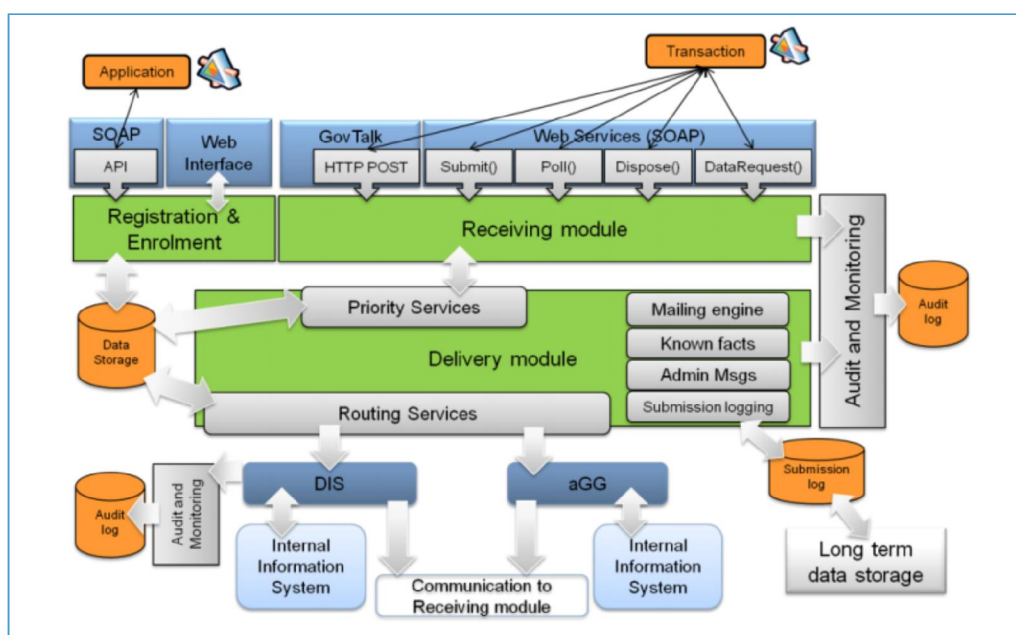 Application
Transaction
SOAP
Web
Interface
API
GovTalk
Web Services (SOAP)
HTTP POST
Submit()
Poll()
Dispose()
DataRequest()
Registration &
Enrolment
Receiving module
Audit and Monitoring
Audit
log
Data
Storage
Priority Services
Delivery module
Mailing engine
Known facts
Admin Msgs
Submission logging
Routing Services
Submission
log
Long term
data storage
Audit
log
Audit and
Monitoring
DIS
aGG
Internal
Information
System
Communication to
Receiving module
Internal
Information
System